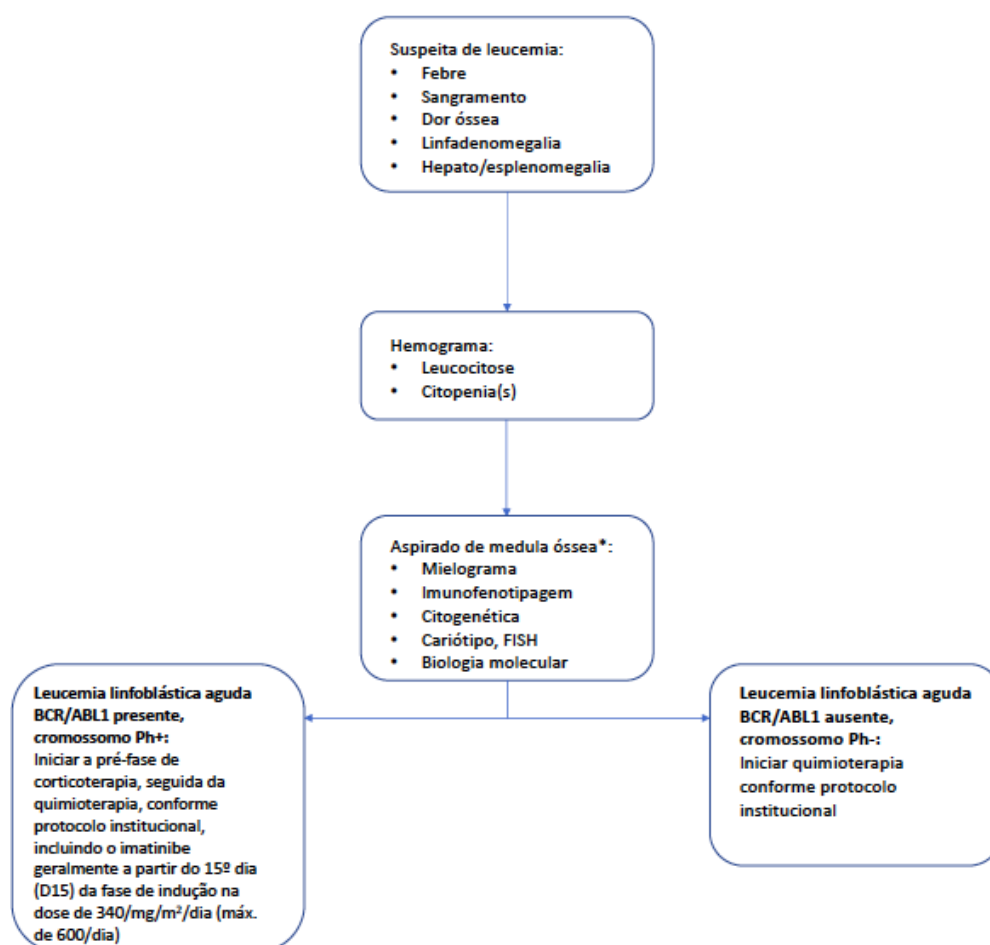 Suspeita de leucemia:
• Febre
• Sangramento
• Dor óssea
• Linfadenomegalia
• Hepato/esplenomegalia
Hemograma:
• Leucocitose
• Citopenia(s)
Aspirado de medula óssea*:
• Mielograma
• Imunofenotipagem
• Citogenética
• Cariótipo, FISH
• Biologia molecular
Leucemia linfoblástica aguda
BCR/ABL1 presente,
cromossomo Ph+:
Iniciar a pré-fase de
corticoterapia, seguida da
quimioterapia, conforme
protocolo institucional,
incluindo o imatinibe
geralmente a partir do 15º dia
(D15) da fase de indução na
dose de 340/mg/m²/dia (máx.
de 600/dia)
Leucemia linfoblástica aguda
BCR/ABL1 ausente,
cromossomo Ph-:
Iniciar quimioterapia
conforme protocolo
institucional